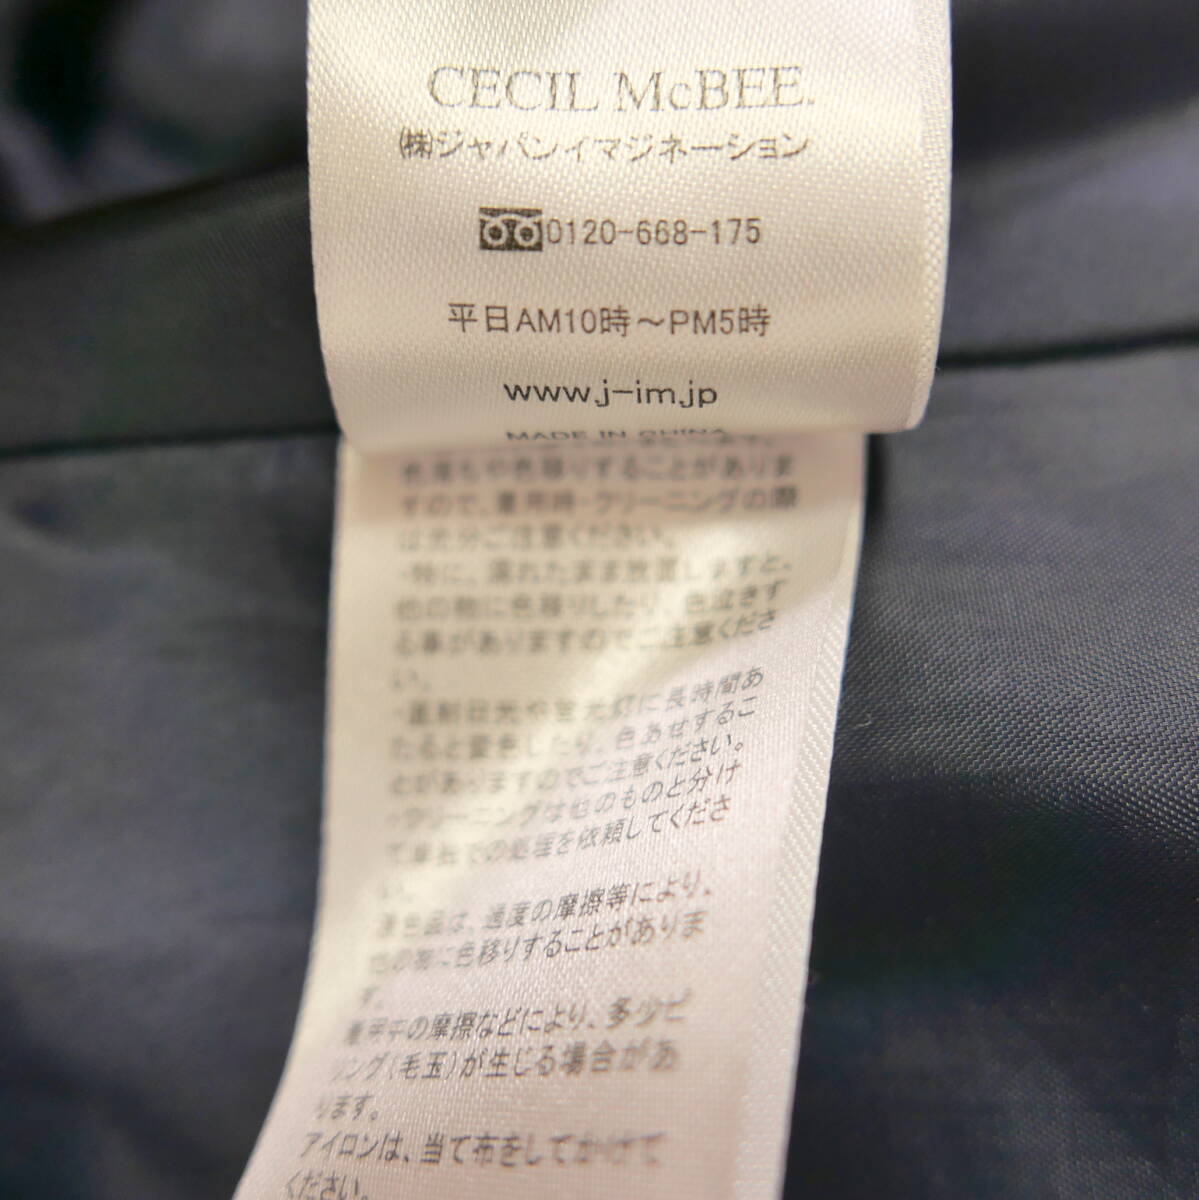 CECIL McBEE.
㈱ジャパンイマジネーション
0120-668-175
平日AM10時～PM5時
www.j-im.jp
MADE IN CHINA
色落ちや色移りすることがありま
すので、着用時・クリーニングの際
は充分ご注意ください。
・特に、濡れたまま放置しますと、
他の物に色移りしたり、色泣きす
る事がありますのでご注意くださ
い。
・直射日光や蛍光灯に長時間あ
たると変色したり、色あせするこ
とがありますのでご注意ください。
・クリーニングは他のものと分け
て単独での処理を依頼してくださ
い。
濃色品は、過度の摩擦等により、
他の物に色移りすることがありま
す。
着用中の摩擦などにより、多少ピ
リング(毛玉)が生じる場合があ
ります。
アイロンは、当て布をしてかけて
ください。